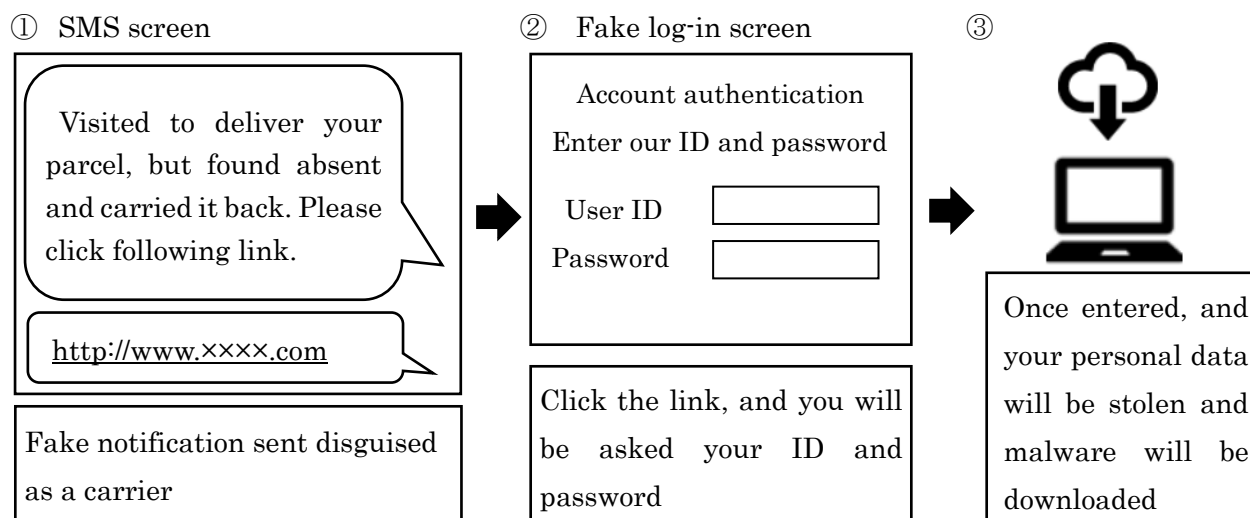 ① SMS screen
Visited to deliver your
parcel, but found absent
and carried it back. Please
click following link.
http://www.××××.com
Fake notification sent disguised
as a carrier
② Fake log-in screen
Account authentication
Enter our ID and password
User ID
Password
Click the link, and you will
be asked your ID and
password
③
Once entered, and
your personal data
will be stolen and
malware will be
downloaded